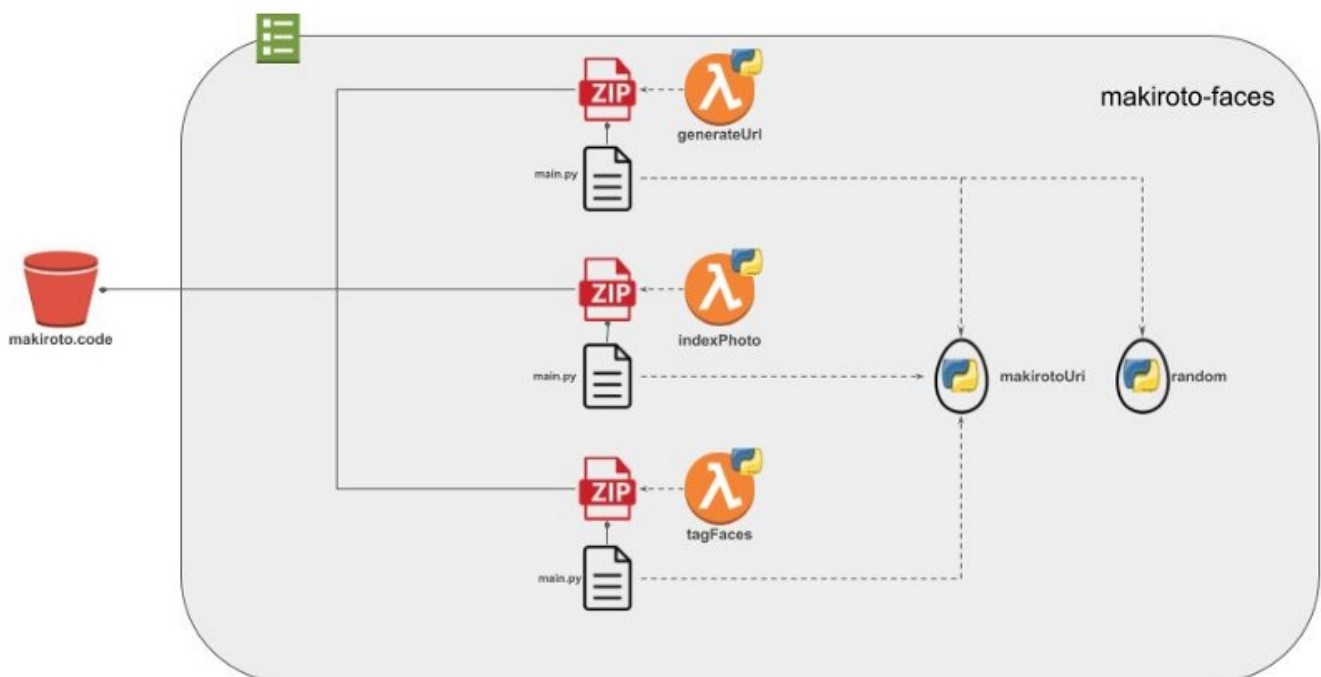 makiroto-faces
ZIP
generateUrl
main.py
ZIP
indexPhoto
makiroto.code
main.py
makirotoUri
random
ZIP
tagFaces
main.py